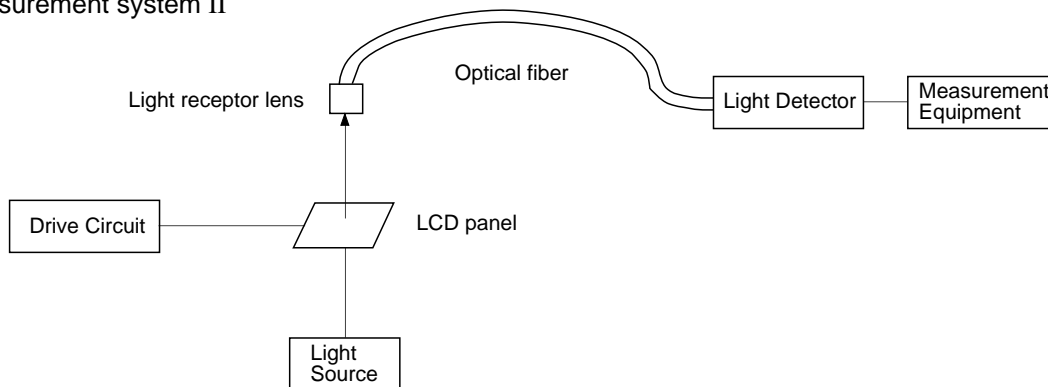 surement system II
Optical fiber
Light receptor lens
Light Detector
Measurement
Equipment
Drive Circuit
LCD panel
Light
Source